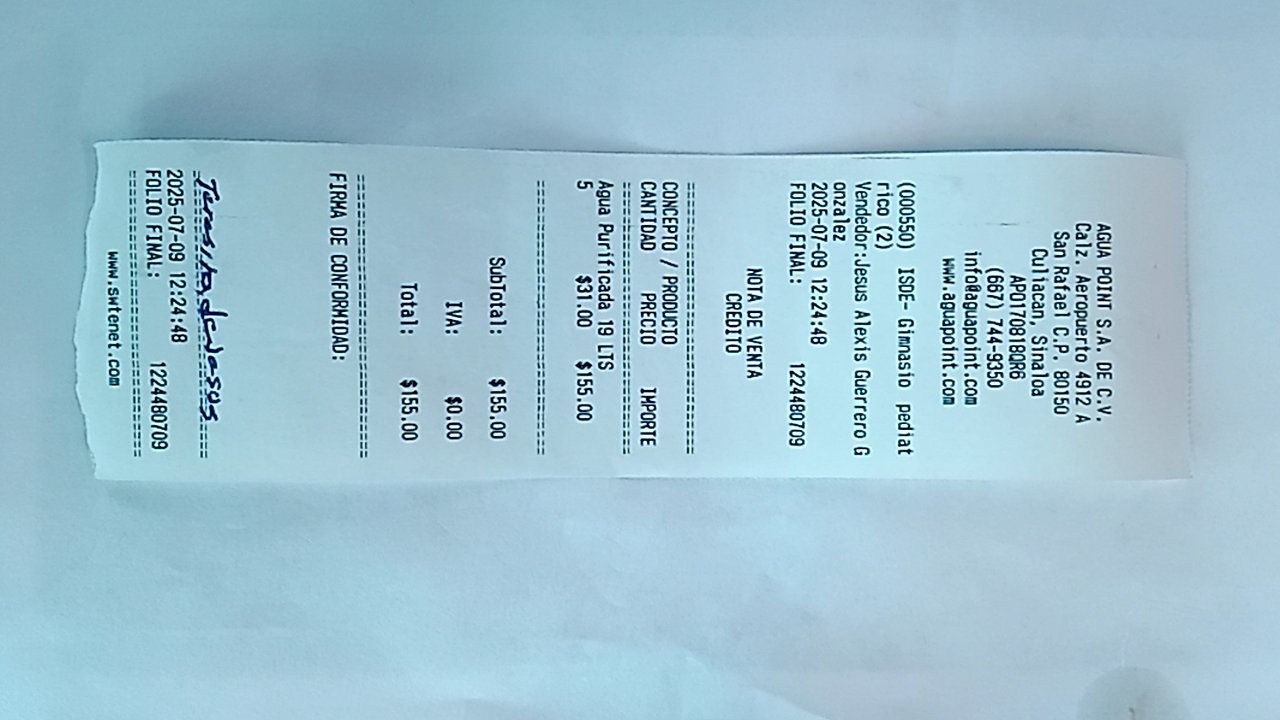 AGUA POINT S.A. DE C.V.
Calz. Aeropuerto 4912 A
San Rafael C.P. 80150
Culiacan, Sinaloa
APO170818QR6
(667) 744-9350
info@aguapoint.com
www.aguapoint.com
(000550) ISDE- Gimnasio pediat
rico (2)
Vendedor:Jesus Alexis Guerrero G
onzalez
2025-07-09 12:24:48
FOLIO FINAL: 1224480709
NOTA DE VENTA
CREDITO
================================
CONCEPTO / PRODUCTO
CANTIDAD PRECIO IMPORTE
================================
Agua Purificada 19 LTS
5 $31.00 $155.00
================================
SubTotal: $155.00
IVA: $0.00
Total: $155.00
================================
FIRMA DE CONFORMIDAD:
================================
2025-07-09 12:24:48
FOLIO FINAL: 1224480709
================================
www.swtenet.com